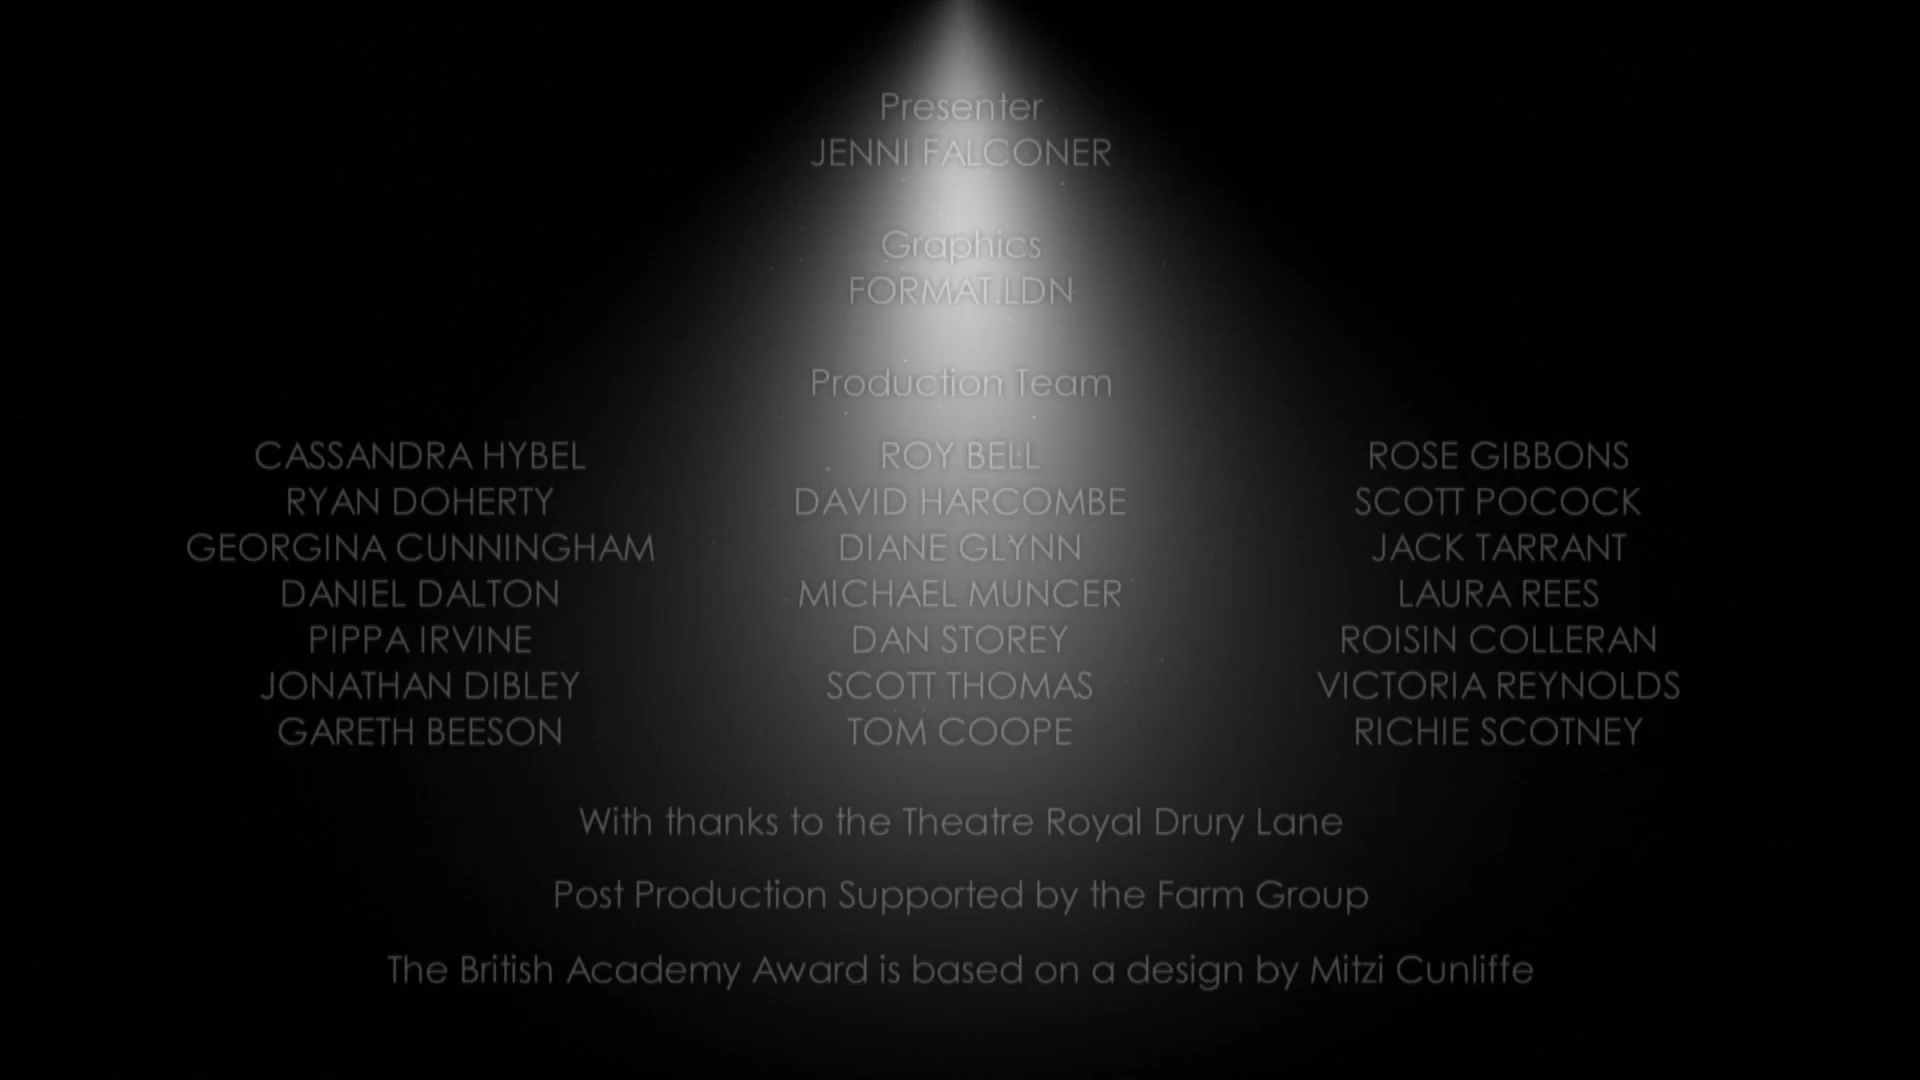 Presenter
JENNI FALCONER
Graphics
FORMAT.LDN
Production Team
CASSANDRA HYBEL
RYAN DOHERTY
GEORGINA CUNNINGHAM
DANIEL DALTON
PIPPA IRVINE
JONATHAN DIBLEY
GARETH BEESON
ROY BELL
DAVID HARCOMBE
DIANE GLYNN
MICHAEL MUNCER
DAN STOREY
SCOTT THOMAS
TOM COOPE
ROSE GIBBONS
SCOTT POCOCK
JACK TARRANT
LAURA REES
ROISIN COLLERAN
VICTORIA REYNOLDS
RICHIE SCOTNEY
With thanks to the Theatre Royal Drury Lane
Post Production Supported by the Farm Group
The British Academy Award is based on a design by Mitzi Cunliffe